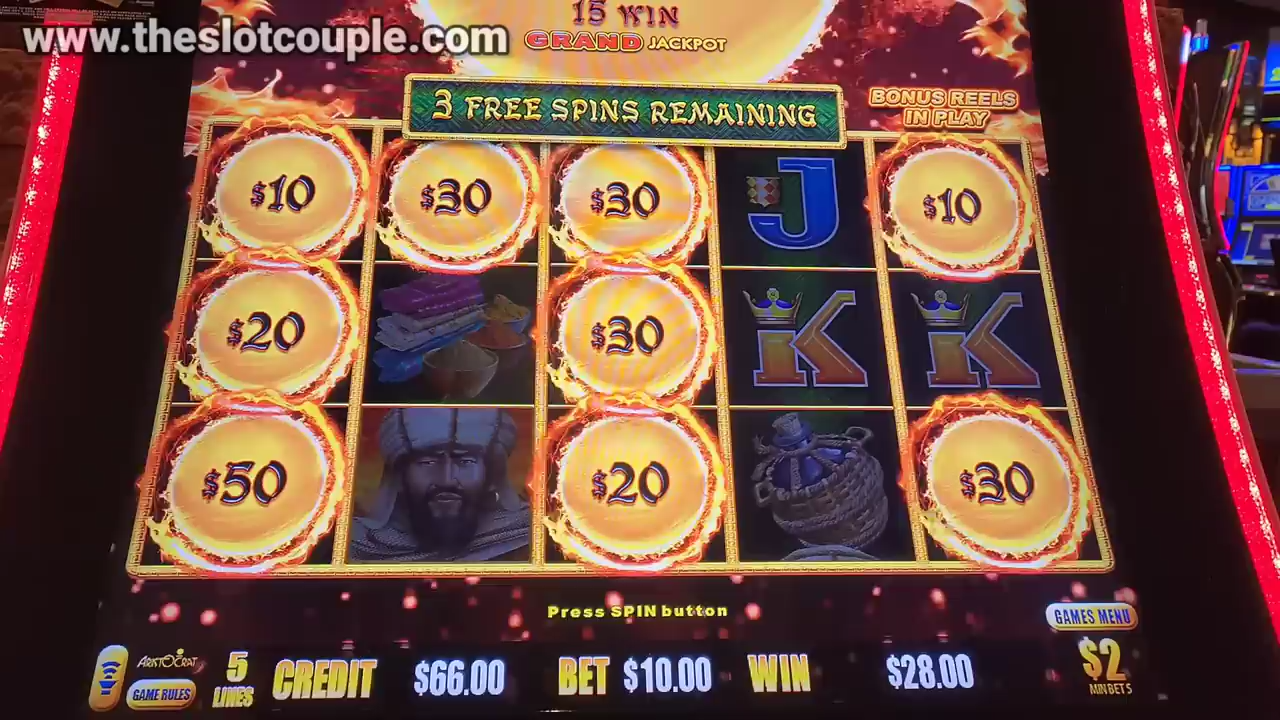 www.theslotcouple.com
15 WIN
GRAND JACKPOT
3 FREE SPINS REMAINING
BONUS REELS
IN PLAY
$10
$30
$30
J
$10
$20
$30
K
K
$50
$20
$30
Press SPIN button
GAMES MENU
ARISTOCRAT
GAME RULES
5
LINES
CREDIT $66.00 BET $10.00 WIN $28.00
$2
MIN BET 5